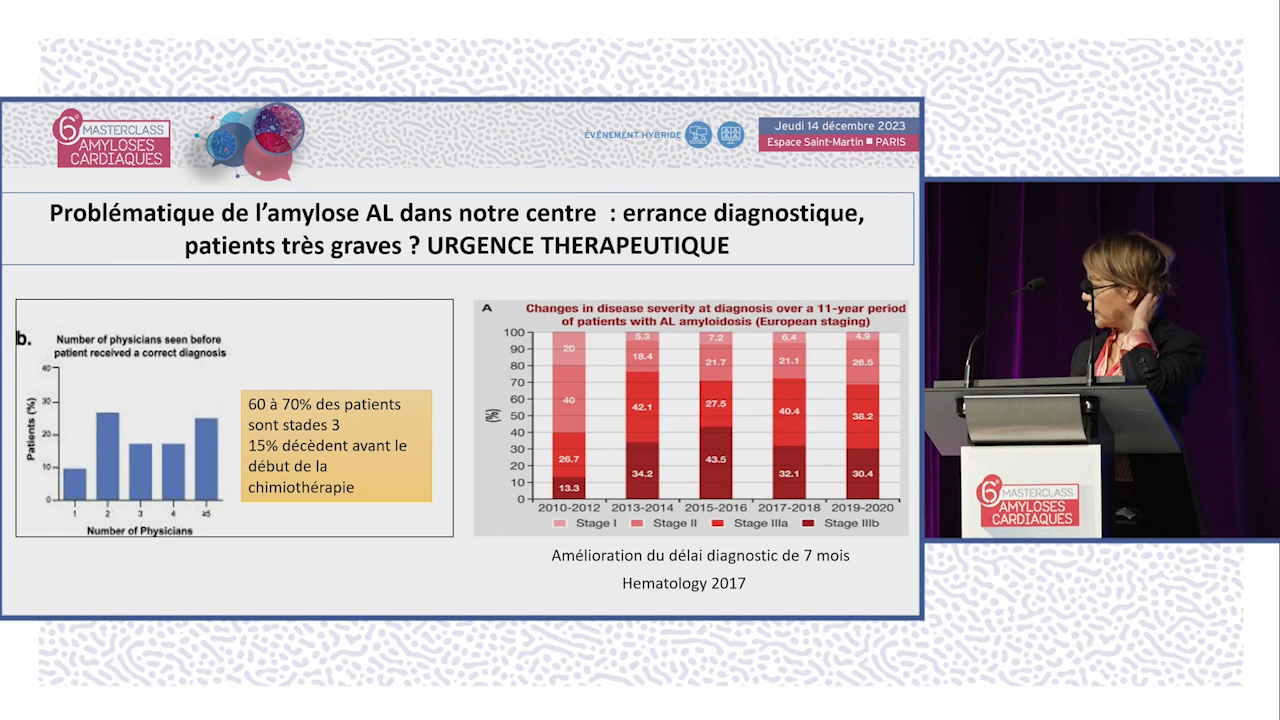 6e
MASTERCLASS
AMYLOSES
CARDIAQUES
ÉVÉNEMENT HYBRIDE
Jeudi 14 décembre 2023
Espace Saint-Martin ■ PARIS
Problématique de l’amylose AL dans notre centre : errance diagnostique,
patients très graves ? URGENCE THERAPEUTIQUE
b.
Number of physicians seen before
patient received a correct diagnosis
Patients (%)
40
30
20
10
0
1 2 3 4 ≥5
Number of Physicians
60 à 70% des patients
sont stades 3
15% décèdent avant le
début de la
chimiothérapie
A
Changes in disease severity at diagnosis over a 11-year period
of patients with AL amyloidosis (European staging)
(%)
100
90
80
70
60
50
40
30
20
10
0
20 5.3 7.2 6.4 4.9
40 18.4 21.7 21.1 26.5
26.7 42.1 27.5 40.4 38.2
13.3 34.2 43.5 32.1 30.4
2010-2012 2013-2014 2015-2016 2017-2018 2019-2020
Stage I Stage II Stage IIIa Stage IIIb
Amélioration du délai diagnostic de 7 mois
Hematology 2017
6e
MASTERCLASS
AMYLOSES
CARDIAQUES